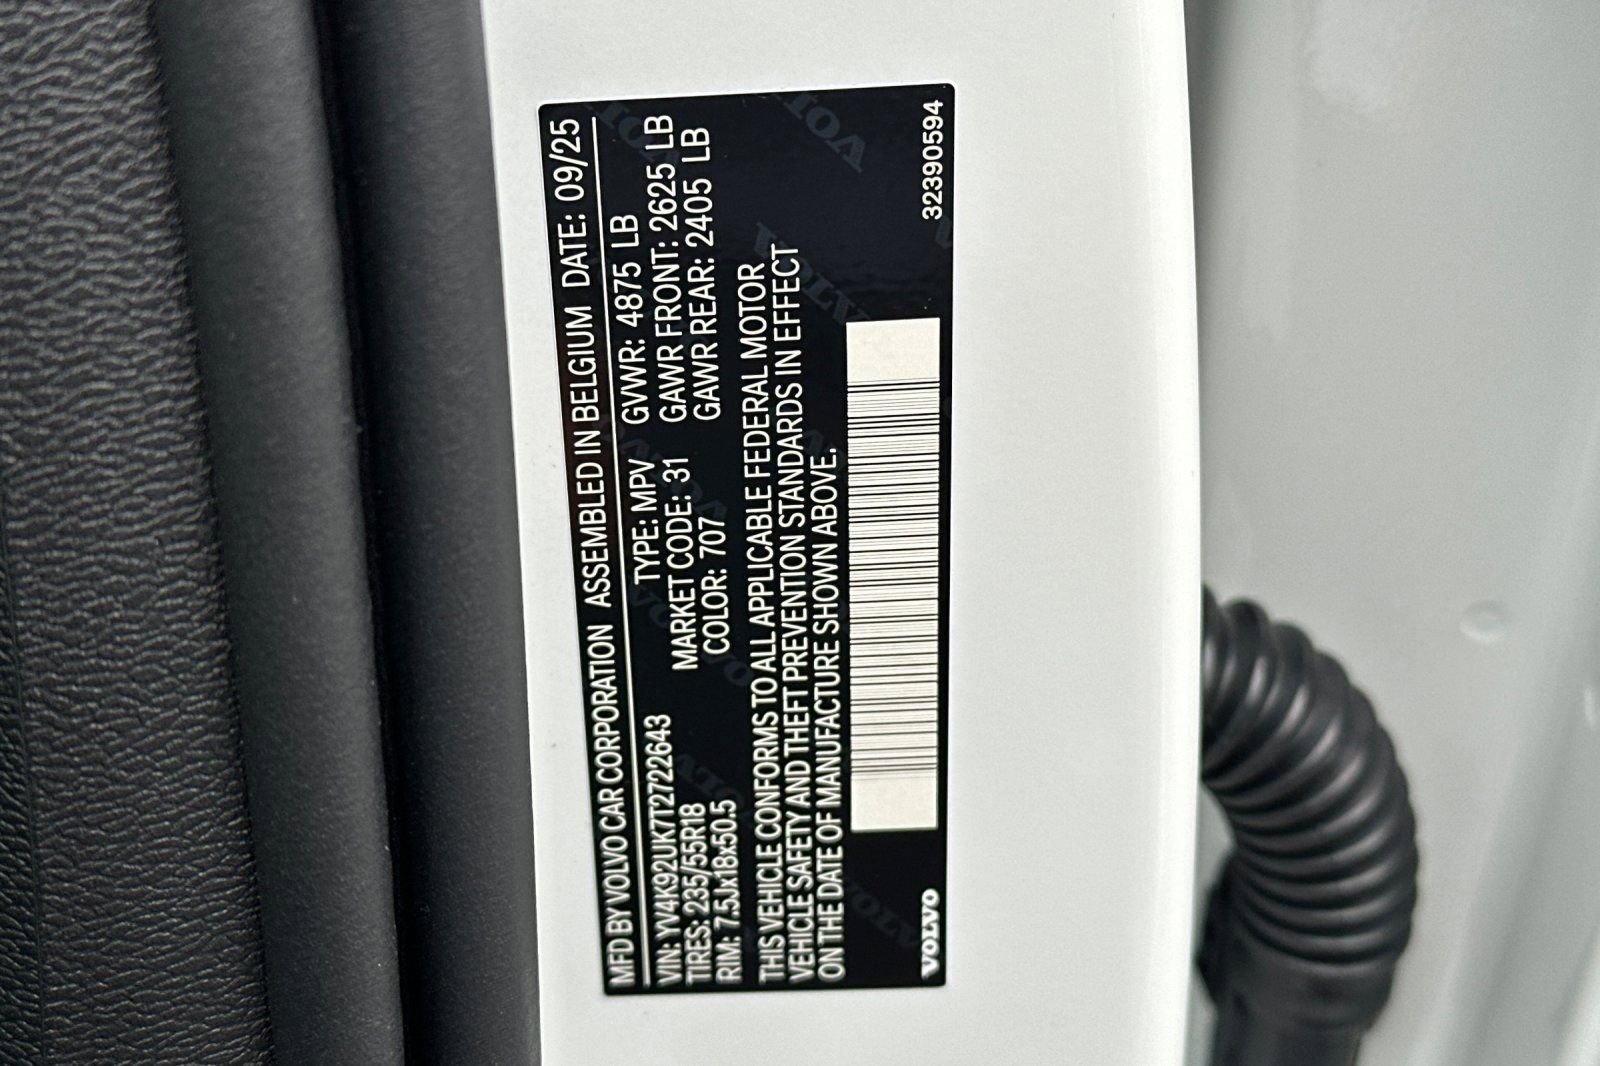 MFD BY VOLVO CAR CORPORATION ASSEMBLED IN BELGIUM DATE: 09/25
VIN: YV4K92UK7T2722643 TYPE: MPV GVWR: 4875 LB
TIRES: 235/55R18 MARKET CODE: 31 GAWR FRONT: 2625 LB
RIM: 7.5Jx18x50.5 COLOR: 707 GAWR REAR: 2405 LB
THIS VEHICLE CONFORMS TO ALL APPLICABLE FEDERAL MOTOR
VEHICLE SAFETY AND THEFT PREVENTION STANDARDS IN EFFECT
ON THE DATE OF MANUFACTURE SHOWN ABOVE.
VOLVO 32390594